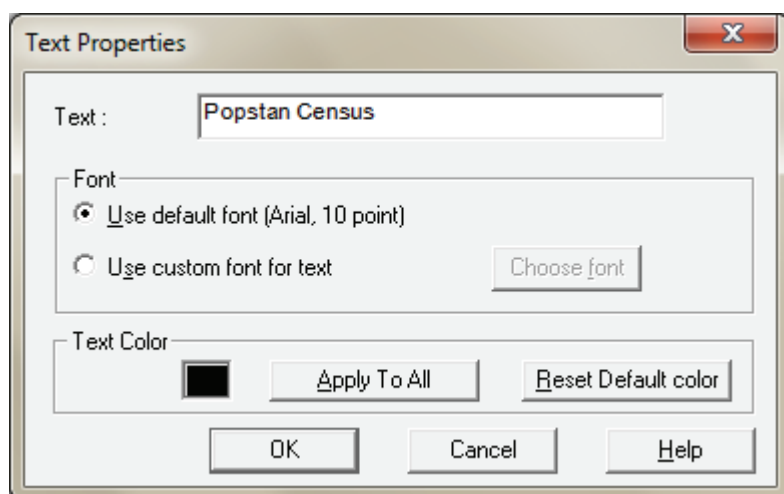 Text Properties
Text : Popstan Census
Font
Use default font (Arial, 10 point)
Use custom font for text Choose font
Text Color
Apply To All Reset Default color
OK Cancel Help